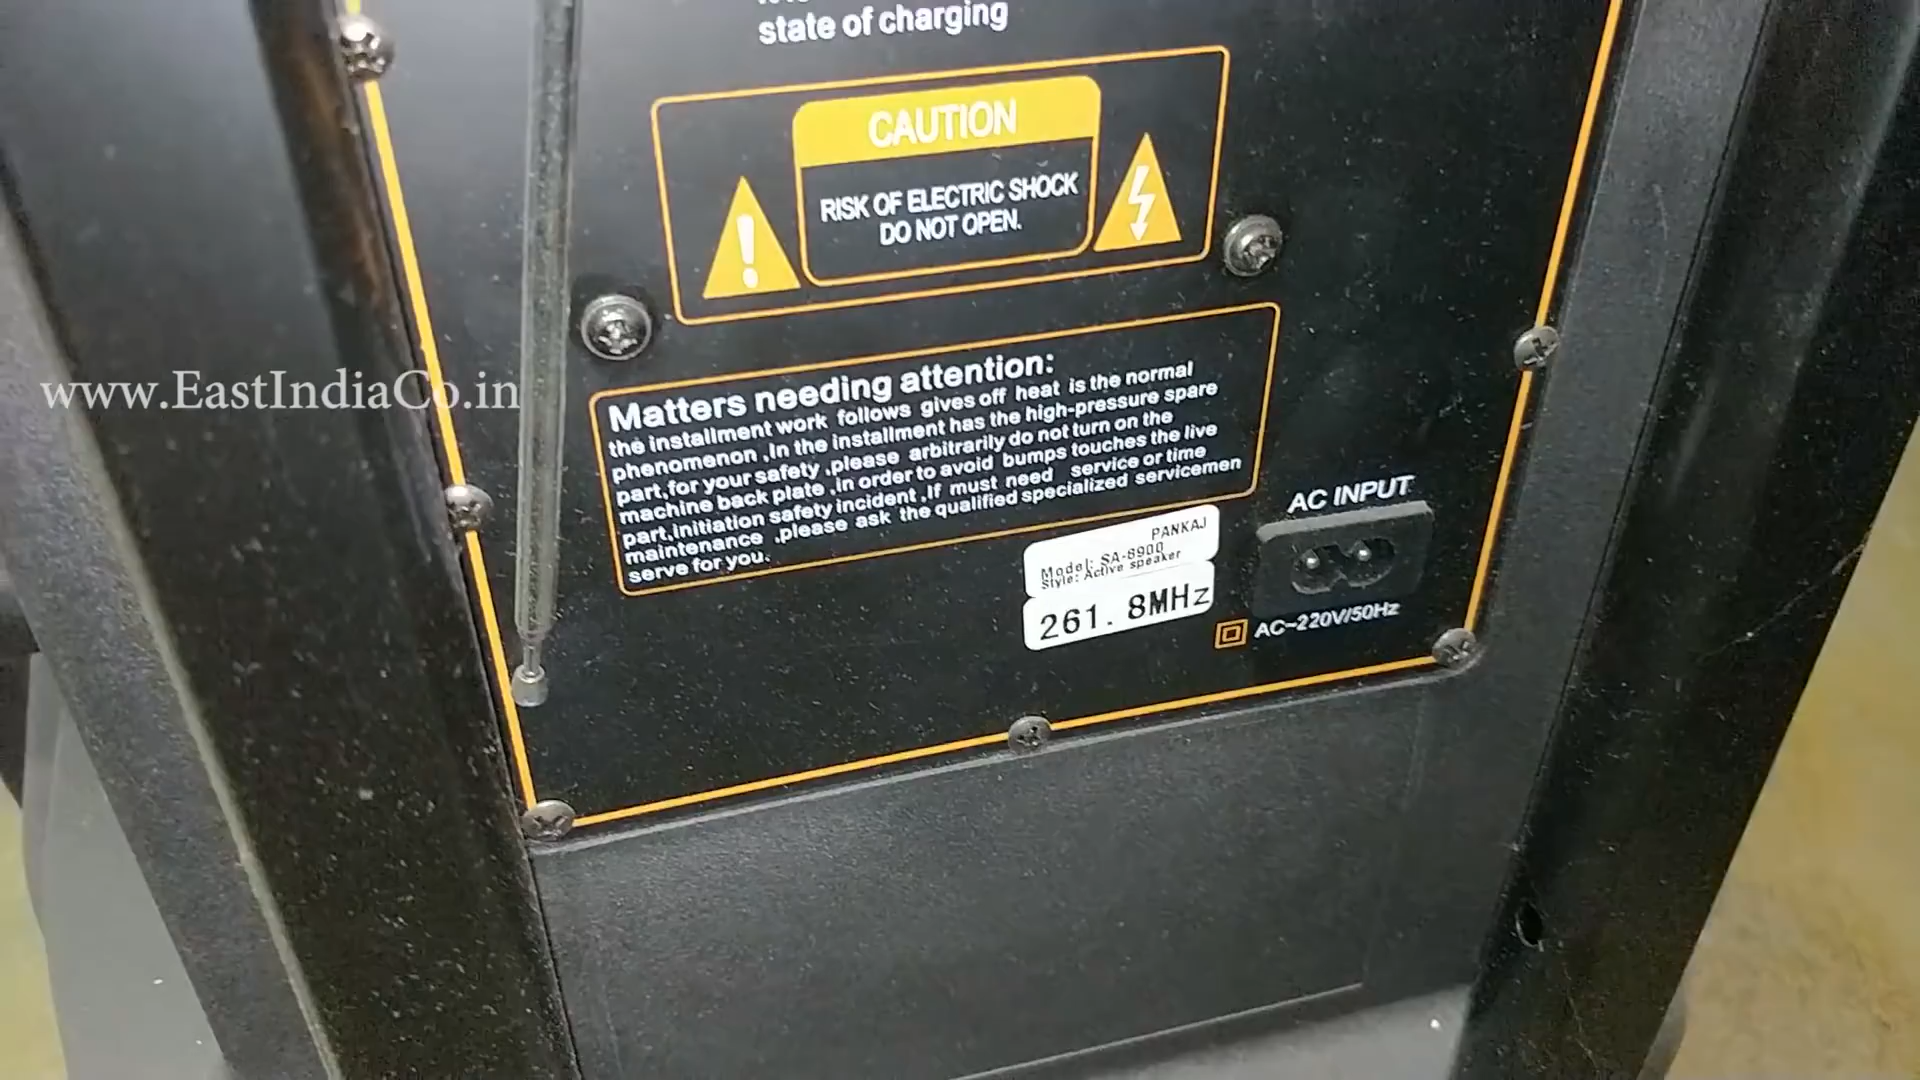 state of charging
CAUTION
RISK OF ELECTRIC SHOCK
DO NOT OPEN.
www.EastIndiaCo.in
Matters needing attention:
the installment work follows gives off heat is the normal
phenomenon ,In the installment has the high-pressure spare
part,for your safety ,please arbitrarily do not turn on the
machine back plate ,in order to avoid bumps touches the live
part,initiation safety incident ,If must need service or time
maintenance ,please ask the qualified specialized servicemen
serve for you.
AC INPUT
PANKAJ
Model: SA-8900
Style: Active speaker
261.8MHz
AC~220V/50Hz